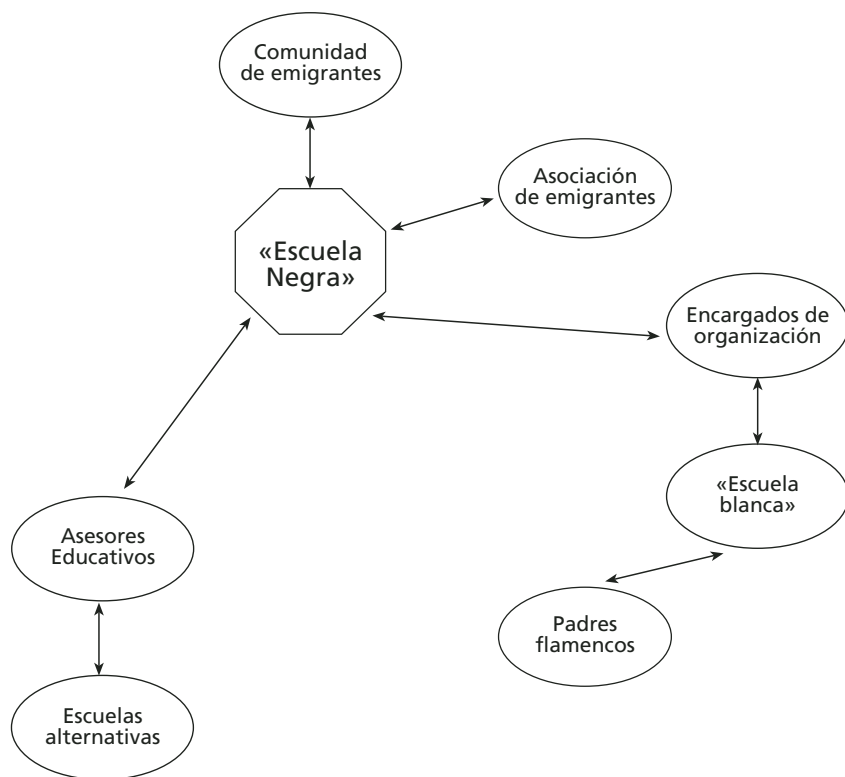 Comunidad
de emigrantes
Asociación
de emigrantes
«Escuela
Negra»
Encargados de
organización
«Escuela
blanca»
Asesores
Educativos
Padres
flamencos
Escuelas
alternativas